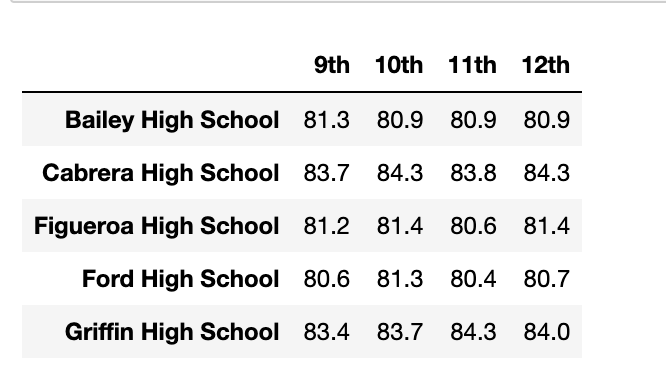 9th 10th 11th 12th
Bailey High School 81.3 80.9 80.9 80.9
Cabrera High School 83.7 84.3 83.8 84.3
Figueroa High School 81.2 81.4 80.6 81.4
Ford High School 80.6 81.3 80.4 80.7
Griffin High School 83.4 83.7 84.3 84.0